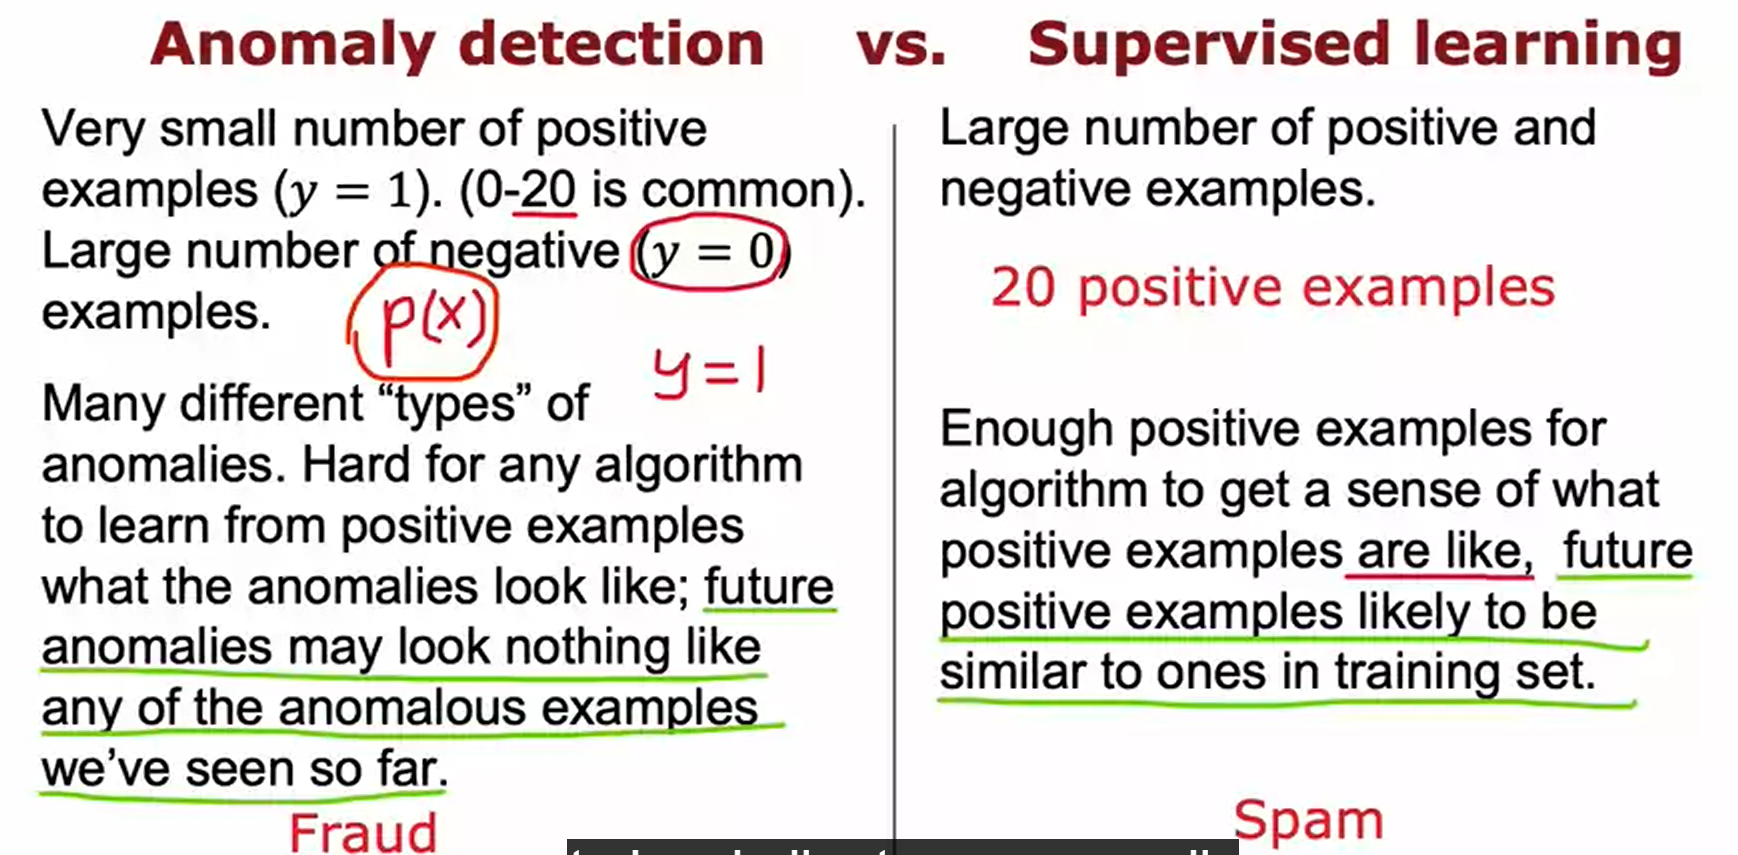 Anomaly detection vs. Supervised learning
Very small number of positive
examples (y = 1). (0-20 is common).
Large number of negative (y = 0)
examples.
p(x)
y=1
Many different “types” of
anomalies. Hard for any algorithm
to learn from positive examples
what the anomalies look like; future
anomalies may look nothing like
any of the anomalous examples
we’ve seen so far.
Fraud
Large number of positive and
negative examples.
20 positive examples
Enough positive examples for
algorithm to get a sense of what
positive examples are like, future
positive examples likely to be
similar to ones in training set.
Spam